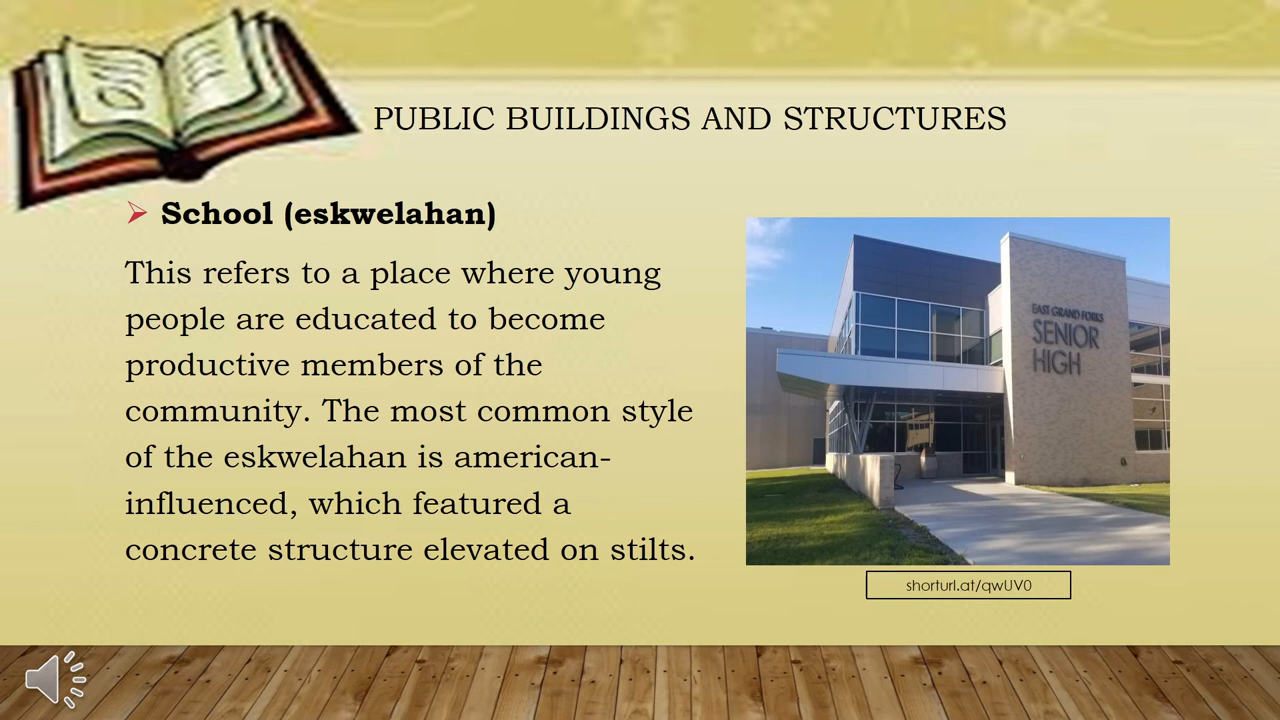 PUBLIC BUILDINGS AND STRUCTURES
School (eskwelahan)
This refers to a place where young
people are educated to become
productive members of the
community. The most common style
of the eskwelahan is american-
influenced, which featured a
concrete structure elevated on stilts.
EAST GRAND FORKS
SENIOR
HIGH
shorturl.at/qwUV0